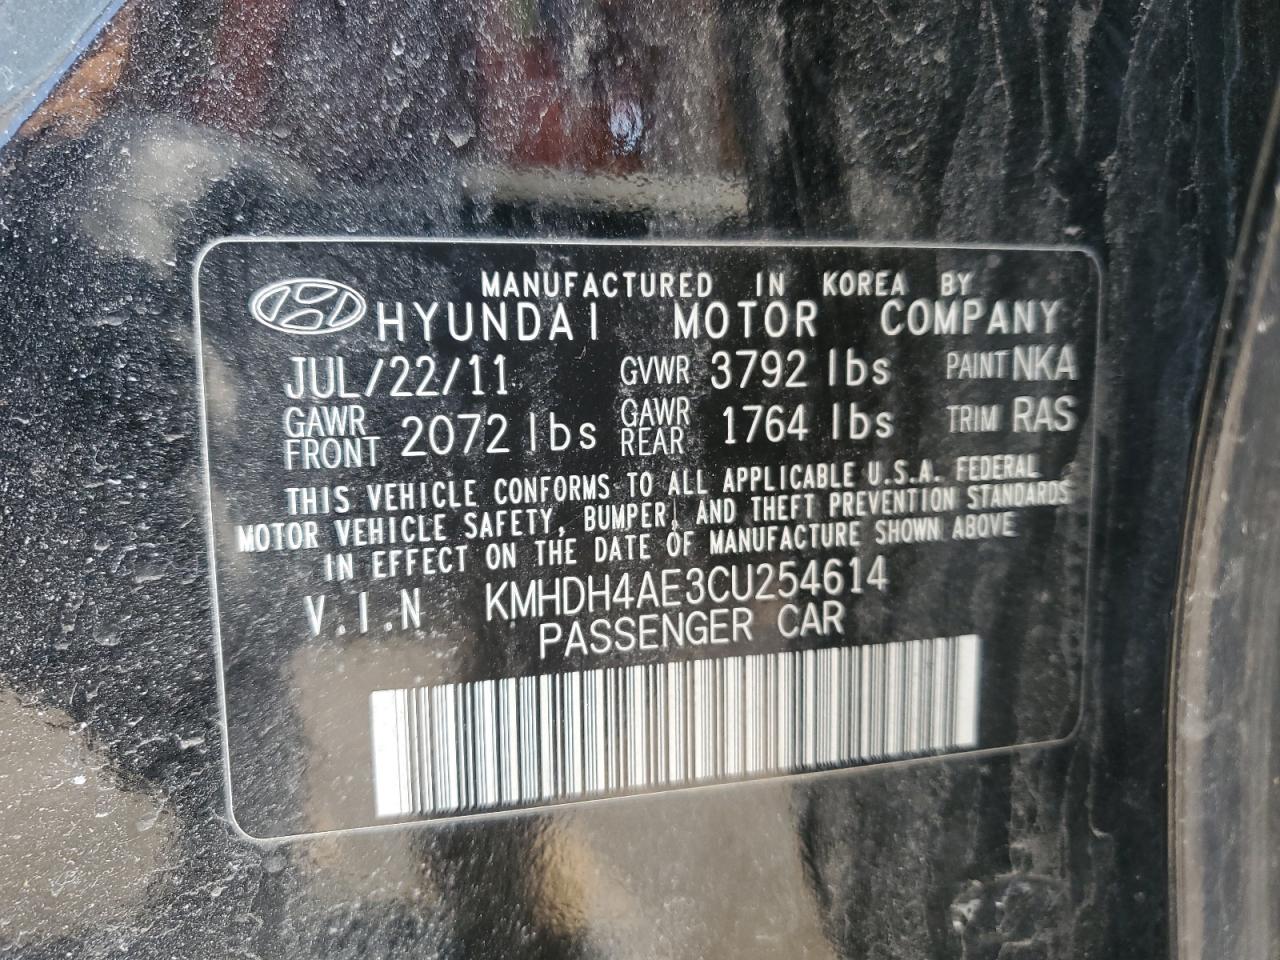 MANUFACTURED IN KOREA BY
HYUNDAI MOTOR COMPANY
JUL/22/11 GVWR 3792 lbs PAINT NKA
GAWR FRONT 2072 lbs GAWR REAR 1764 lbs TRIM RAS
THIS VEHICLE CONFORMS TO ALL APPLICABLE U.S.A. FEDERAL
MOTOR VEHICLE SAFETY, BUMPER, AND THEFT PREVENTION STANDARDS
IN EFFECT ON THE DATE OF MANUFACTURE SHOWN ABOVE
V.I.N KMHDH4AE3CU254614
PASSENGER CAR